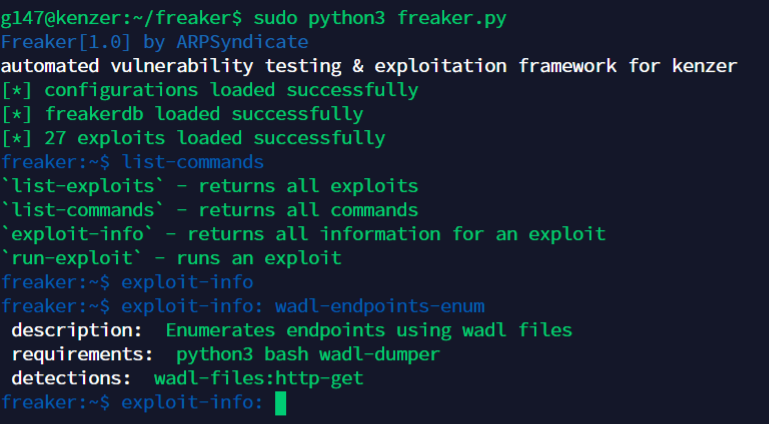 g147@kenzer:~/freaker$ sudo python3 freaker.py
Freaker[1.0] by ARPSyndicate
automated vulnerability testing & exploitation framework for kenzer
[*] configurations loaded successfully
[*] freakerdb loaded successfully
[*] 27 exploits loaded successfully
freaker:~$ list-commands
`list-exploits` - returns all exploits
`list-commands` - returns all commands
`exploit-info` - returns all information for an exploit
`run-exploit` - runs an exploit
freaker:~$ exploit-info
freaker:~$ exploit-info: wadl-endpoints-enum
description: Enumerates endpoints using wadl files
requirements: python3 bash wadl-dumper
detections: wadl-files:http-get
freaker:~$ exploit-info: